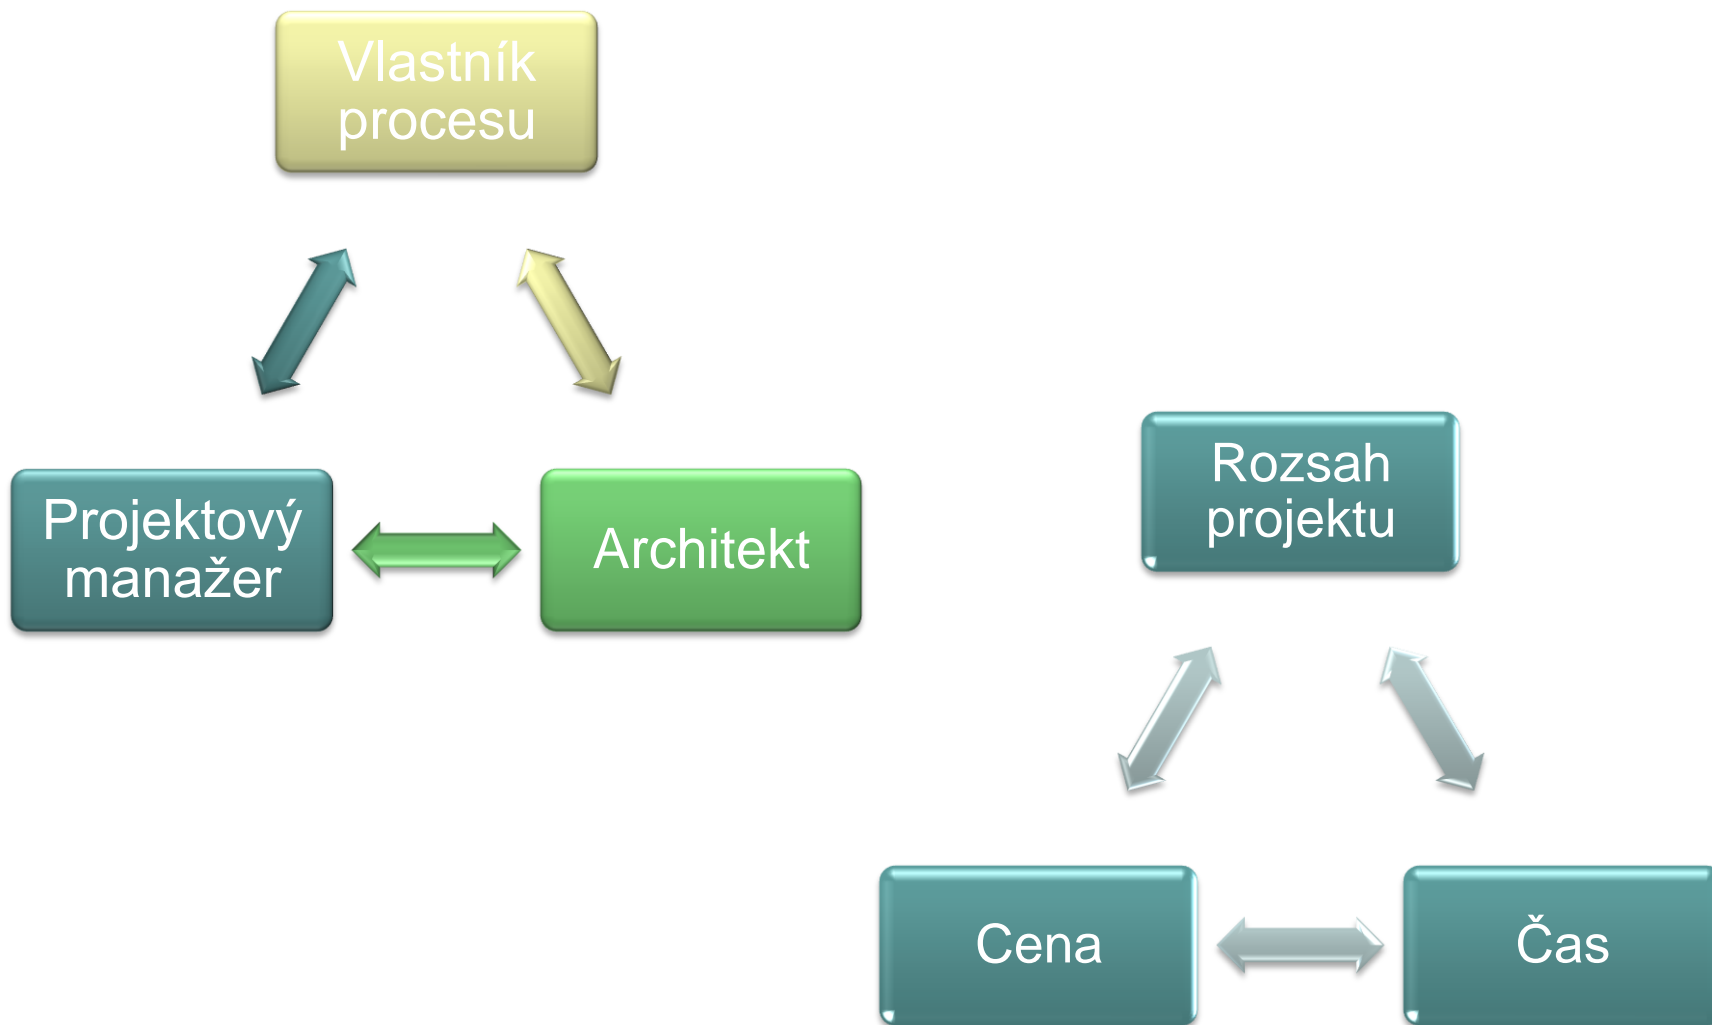 Vlastník
procesu
Projektový
manažer
Architekt
Rozsah
projektu
Cena
Čas